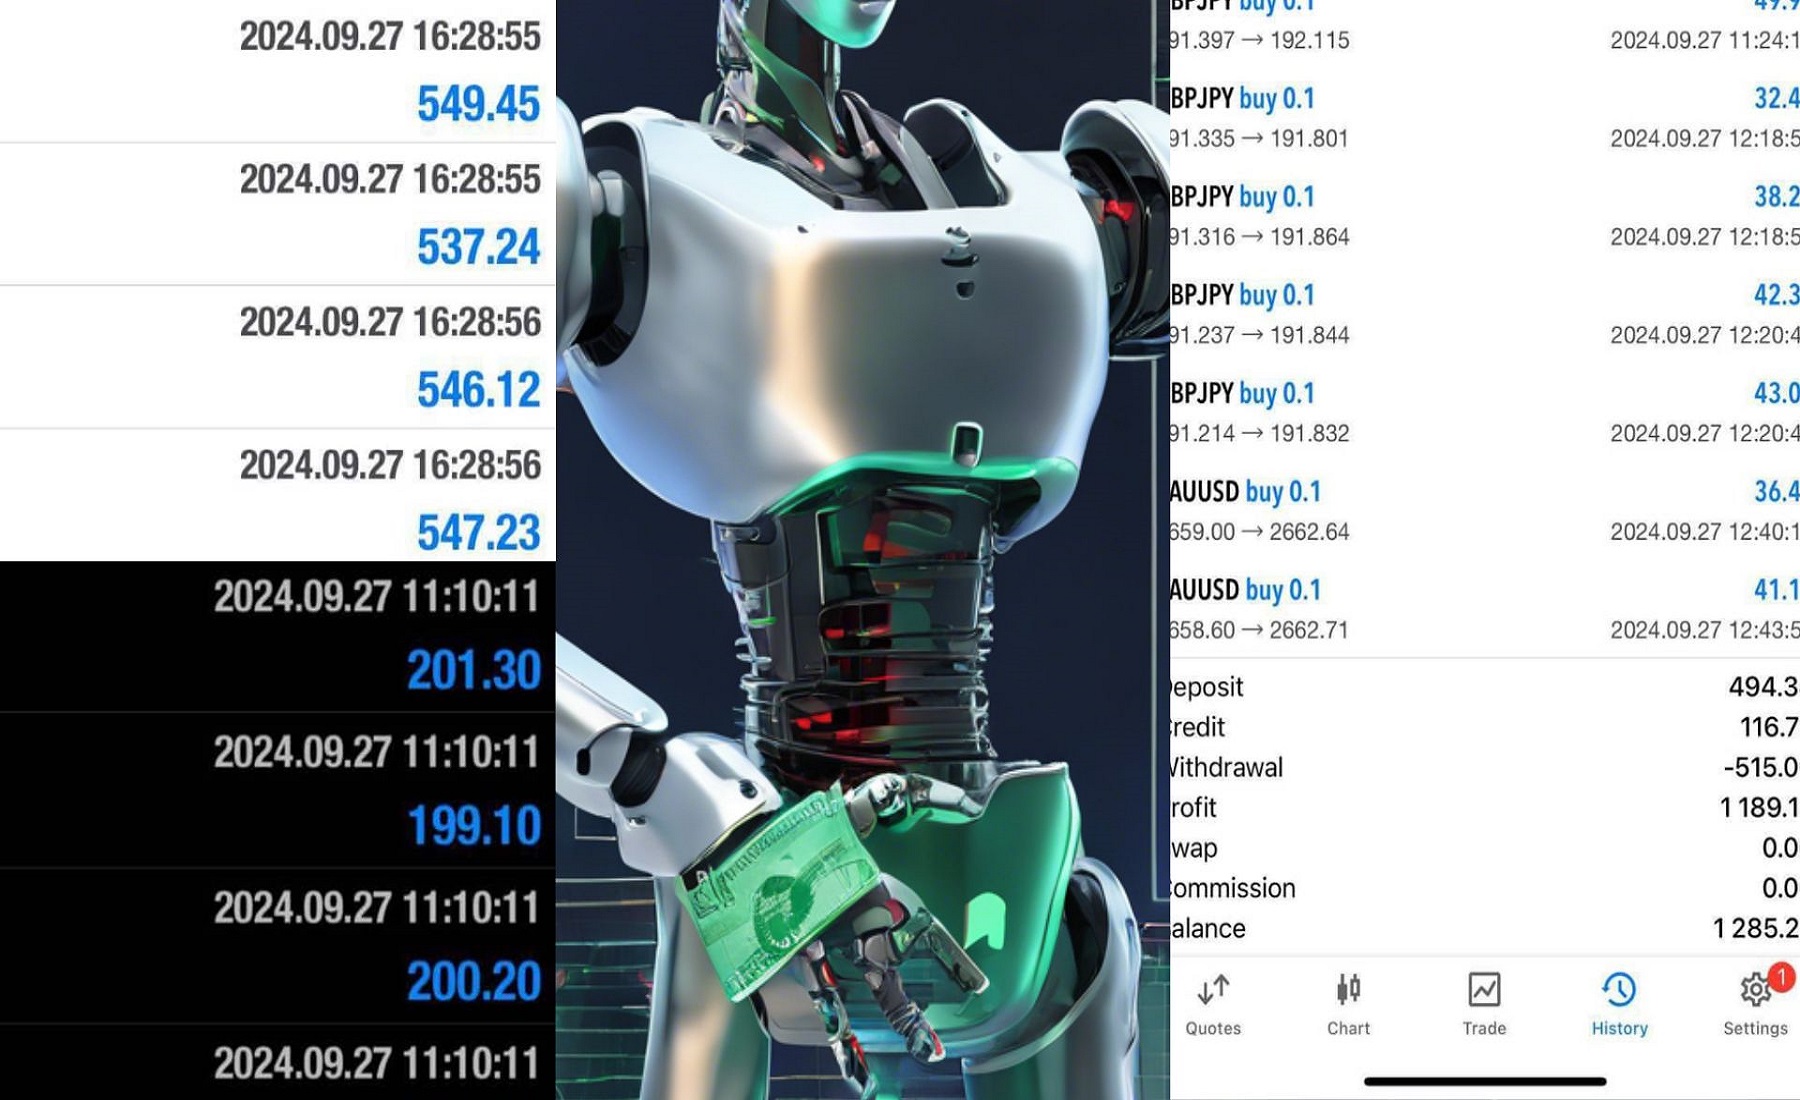 2024.09.27 16:28:55
549.45
2024.09.27 16:28:55
537.24
2024.09.27 16:28:56
546.12
2024.09.27 16:28:56
547.23
2024.09.27 11:10:11
201.30
2024.09.27 11:10:11
199.10
2024.09.27 11:10:11
200.20
2024.09.27 11:10:11
BPJPY buy 0.1 49.9
91.397 → 192.115 2024.09.27 11:24:1
BPJPY buy 0.1 32.4
91.335 → 191.801 2024.09.27 12:18:5
BPJPY buy 0.1 38.2
91.316 → 191.864 2024.09.27 12:18:5
BPJPY buy 0.1 42.3
91.237 → 191.844 2024.09.27 12:20:4
BPJPY buy 0.1 43.0
91.214 → 191.832 2024.09.27 12:20:4
AUUSD buy 0.1 36.4
659.00 → 2662.64 2024.09.27 12:40:1
AUUSD buy 0.1 41.1
658.60 → 2662.71 2024.09.27 12:43:5
eposit 494.3
redit 116.7
ithdrawal -515.0
rofit 1 189.1
wap 0.0
ommission 0.0
alance 1 285.2
1
Quotes Chart Trade History Settings